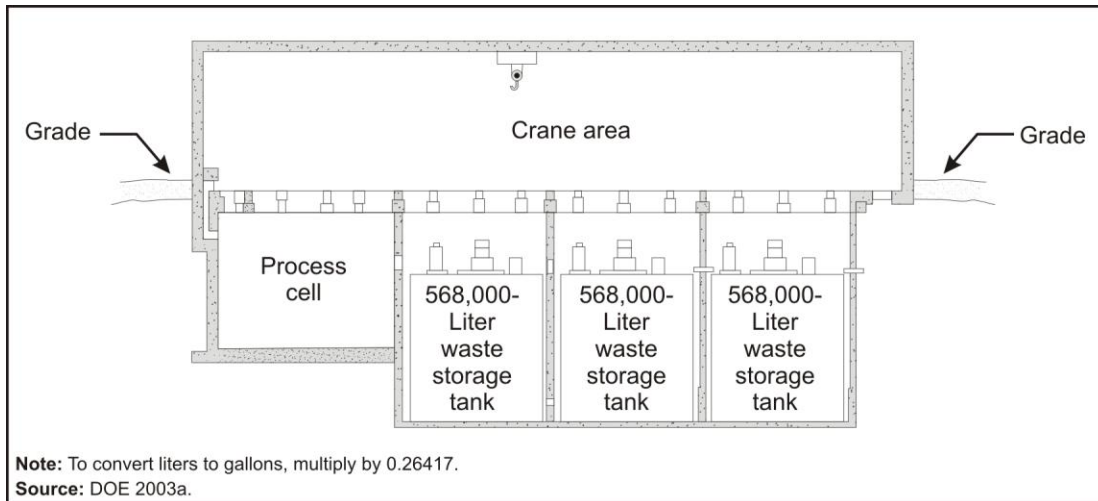 Crane area
Grade
Grade
Process
cell
568,000-
Liter
waste
storage
tank
568,000-
Liter
waste
storage
tank
568,000-
Liter
waste
storage
tank
Note: To convert liters to gallons, multiply by 0.26417.
Source: DOE 2003a.